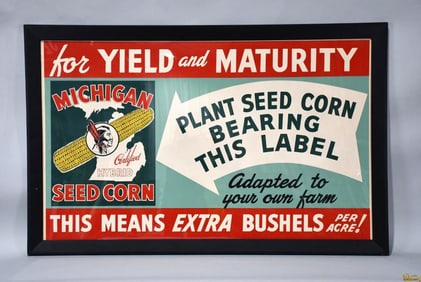 for YIELD and MATURITY
MICHIGAN
Certified
HYBRID
SEED CORN
PLANT SEED CORN
BEARING
THIS LABEL
Adapted to
your own farm
THIS MEANS EXTRA BUSHELS PER ACRE!